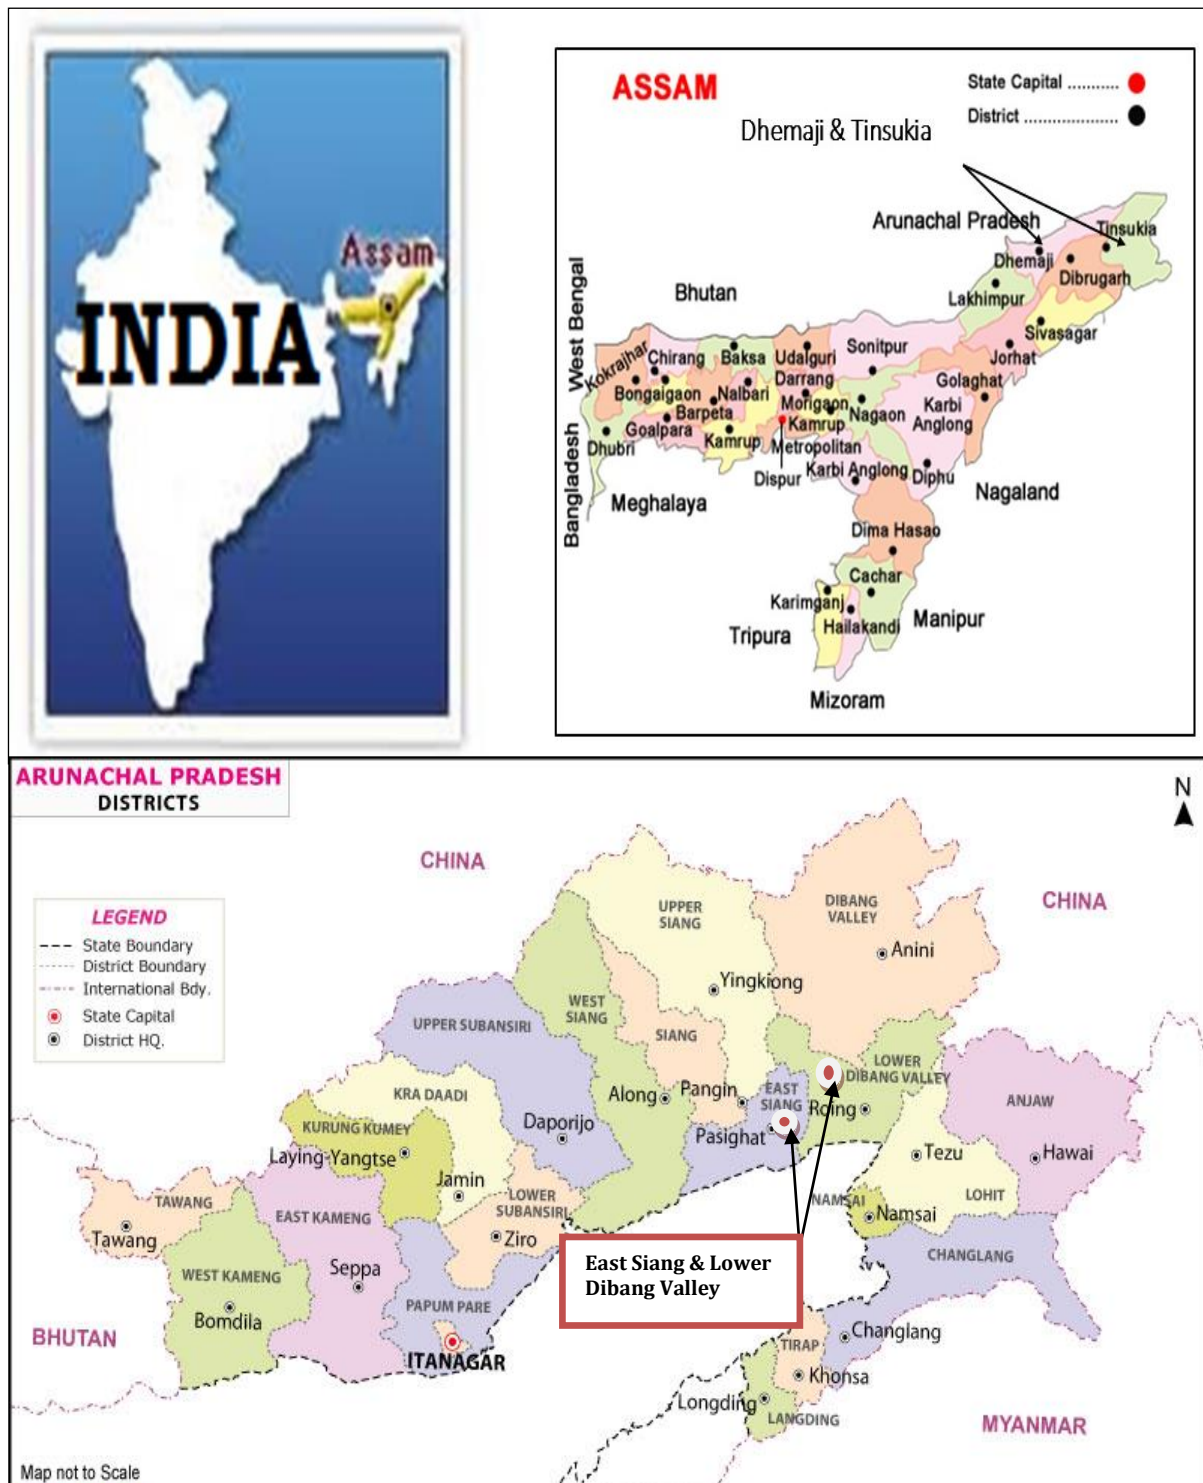 Assam
INDIA
ASSAM
State Capital ...........
District ....................
Dhemaji & Tinsukia
Arunachal Pradesh
Tinsukia
Dhemaji
Dibrugarh
Lakhimpur
Sivasagar
Bhutan
West Bengal
Bangladesh
Kokrajhar
Chirang
Baksa
Udalguri
Sonitpur
Jorhat
Bongaigaon
Nalbari
Darrang
Golaghat
Barpeta
Morigaon
Nagaon
Karbi
Anglong
Dhubri
Goalpara
Kamrup
Kamrup
Metropolitan
Dispur
Karbi Anglong
Diphu
Meghalaya
Nagaland
Dima Hasao
Cachar
Karimganj
Hailakandi
Manipur
Tripura
Mizoram
ARUNACHAL PRADESH
DISTRICTS
N
CHINA
CHINA
LEGEND
State Boundary
District Boundary
International Bdy.
State Capital
District HQ.
UPPER
SIANG
DIBANG
VALLEY
Anini
Yingkiong
WEST
SIANG
UPPER SUBANSIRI
SIANG
LOWER
DIBANG VALLEY
KRA DAADI
Along
Pangin
EAST
SIANG
Roing
ANJAW
KURUNG KUMEY
Daporijo
Pasighat
Laying-Yangtse
Tezu
Hawai
Jamin
TAWANG
LOWER
SUBANSIRI
NAMSAI
LOHIT
Tawang
EAST KAMENG
Ziro
Namsai
East Siang & Lower
Dibang Valley
CHANGLANG
Seppa
WEST KAMENG
Bomdila
PAPUM PARE
BHUTAN
ITANAGAR
Changlang
TIRAP
Khonsa
Longding
LANGDING
MYANMAR
Map not to Scale